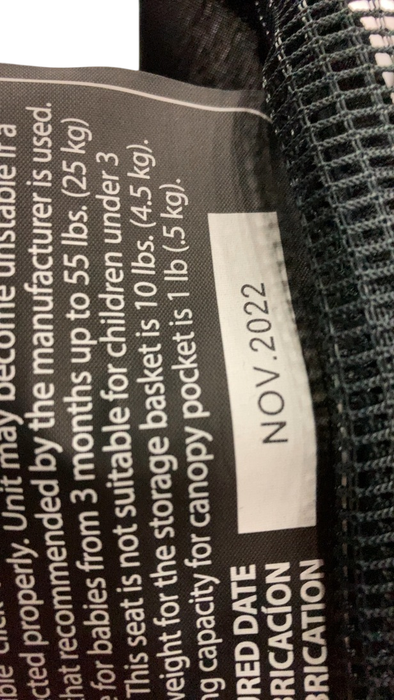 become unstable if a
cted properly. Unit may
hat recommended by the manufacturer is used.
for babies from 3 months up to 55 lbs. (25 kg)
This seat is not suitable for children under 3
weight for the storage basket is 10 lbs. (4.5 kg).
ng capacity for canopy pocket is 1 lb (.5 kg).
RED DATE
RICACÍON
RICATION
NOV.2022